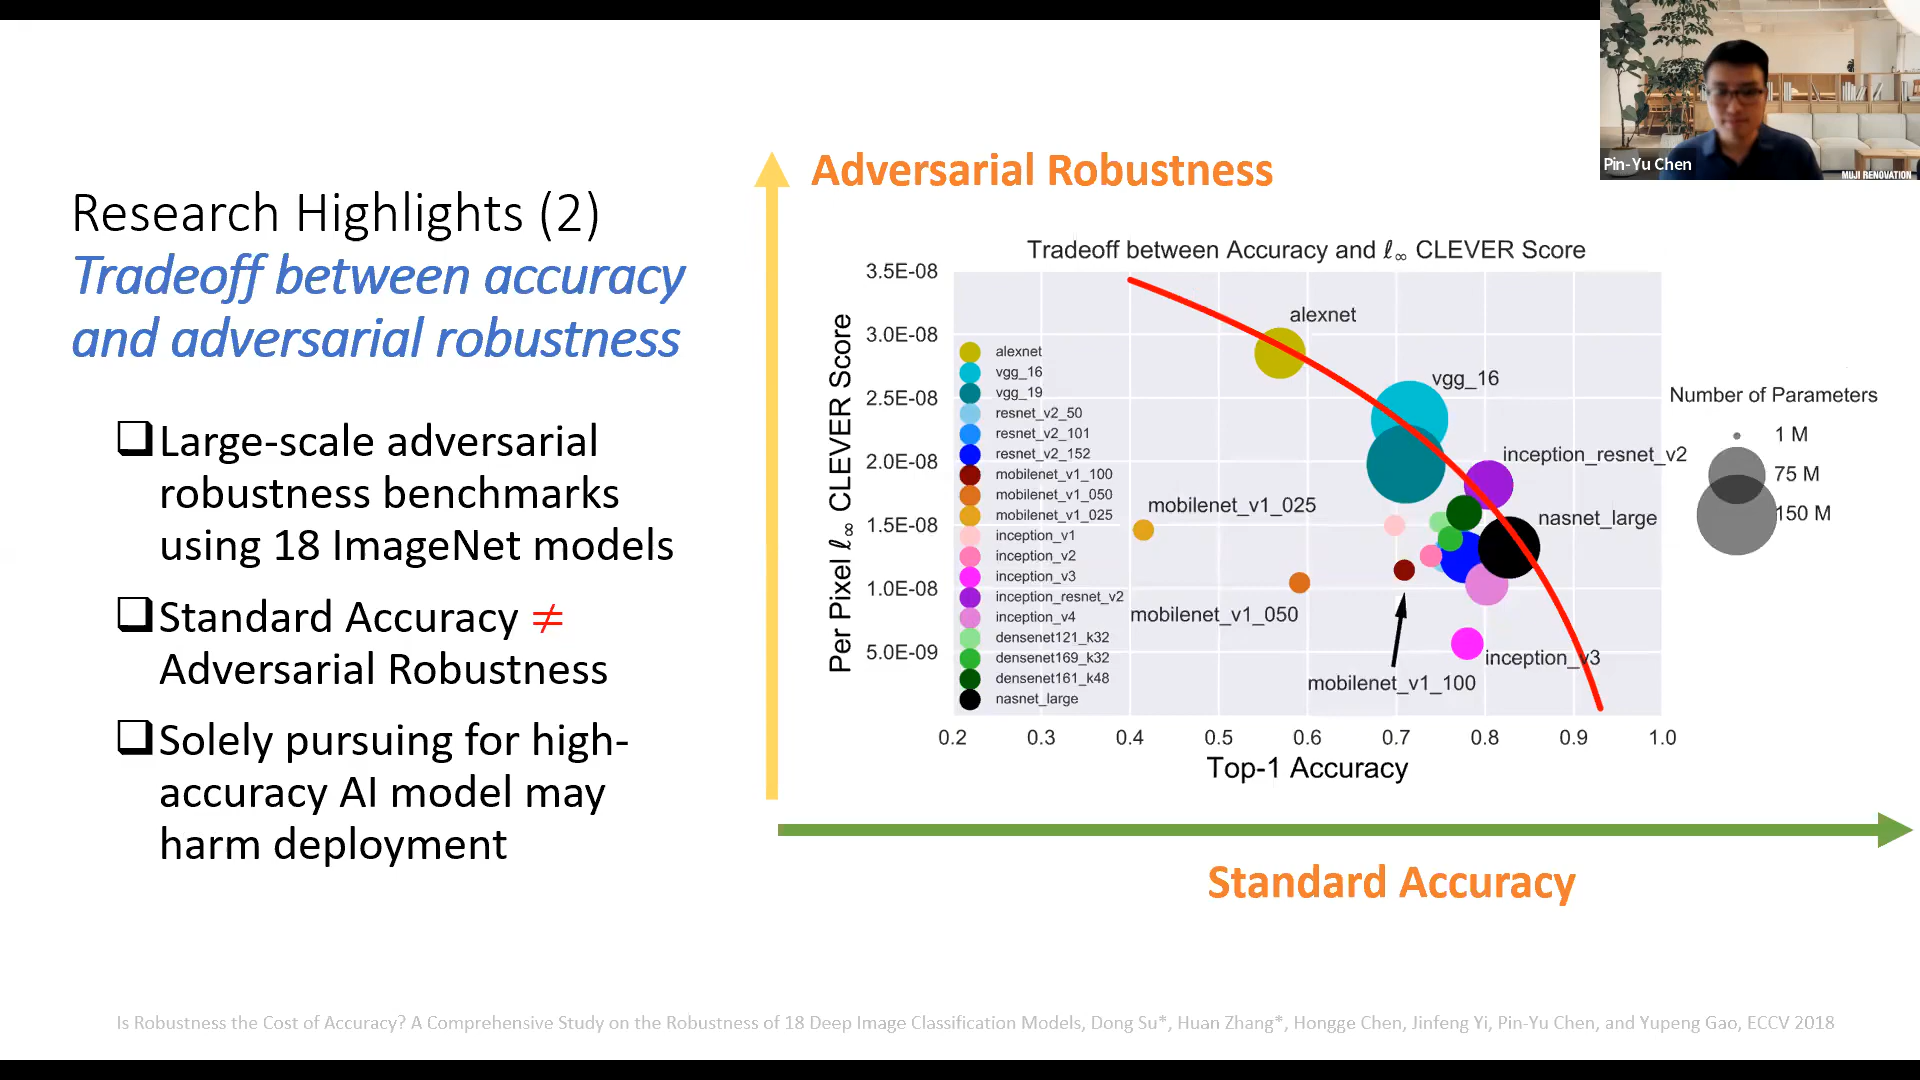 Pin-Yu Chen
MUJI RENOVATION
Research Highlights (2)
Tradeoff between accuracy
and adversarial robustness
❑Large-scale adversarial
robustness benchmarks
using 18 ImageNet models
❑Standard Accuracy ≠
Adversarial Robustness
❑Solely pursuing for high-
accuracy AI model may
harm deployment
Adversarial Robustness
Tradeoff between Accuracy and ℓ∞ CLEVER Score
Per Pixel ℓ∞ CLEVER Score
3.5E-08
3.0E-08
2.5E-08
2.0E-08
1.5E-08
1.0E-08
5.0E-09
alexnet
vgg_16
vgg_19
resnet_v2_50
resnet_v2_101
resnet_v2_152
mobilenet_v1_100
mobilenet_v1_050
mobilenet_v1_025
inception_v1
inception_v2
inception_v3
inception_resnet_v2
inception_v4
densenet121_k32
densenet169_k32
densenet161_k48
nasnet_large
alexnet
vgg_16
inception_resnet_v2
mobilenet_v1_025
nasnet_large
mobilenet_v1_050
inception_v3
mobilenet_v1_100
0.2 0.3 0.4 0.5 0.6 0.7 0.8 0.9 1.0
Top-1 Accuracy
Number of Parameters
1 M
75 M
150 M
Standard Accuracy
Is Robustness the Cost of Accuracy? A Comprehensive Study on the Robustness of 18 Deep Image Classification Models, Dong Su*, Huan Zhang*, Hongge Chen, Jinfeng Yi, Pin-Yu Chen, and Yupeng Gao, ECCV 2018